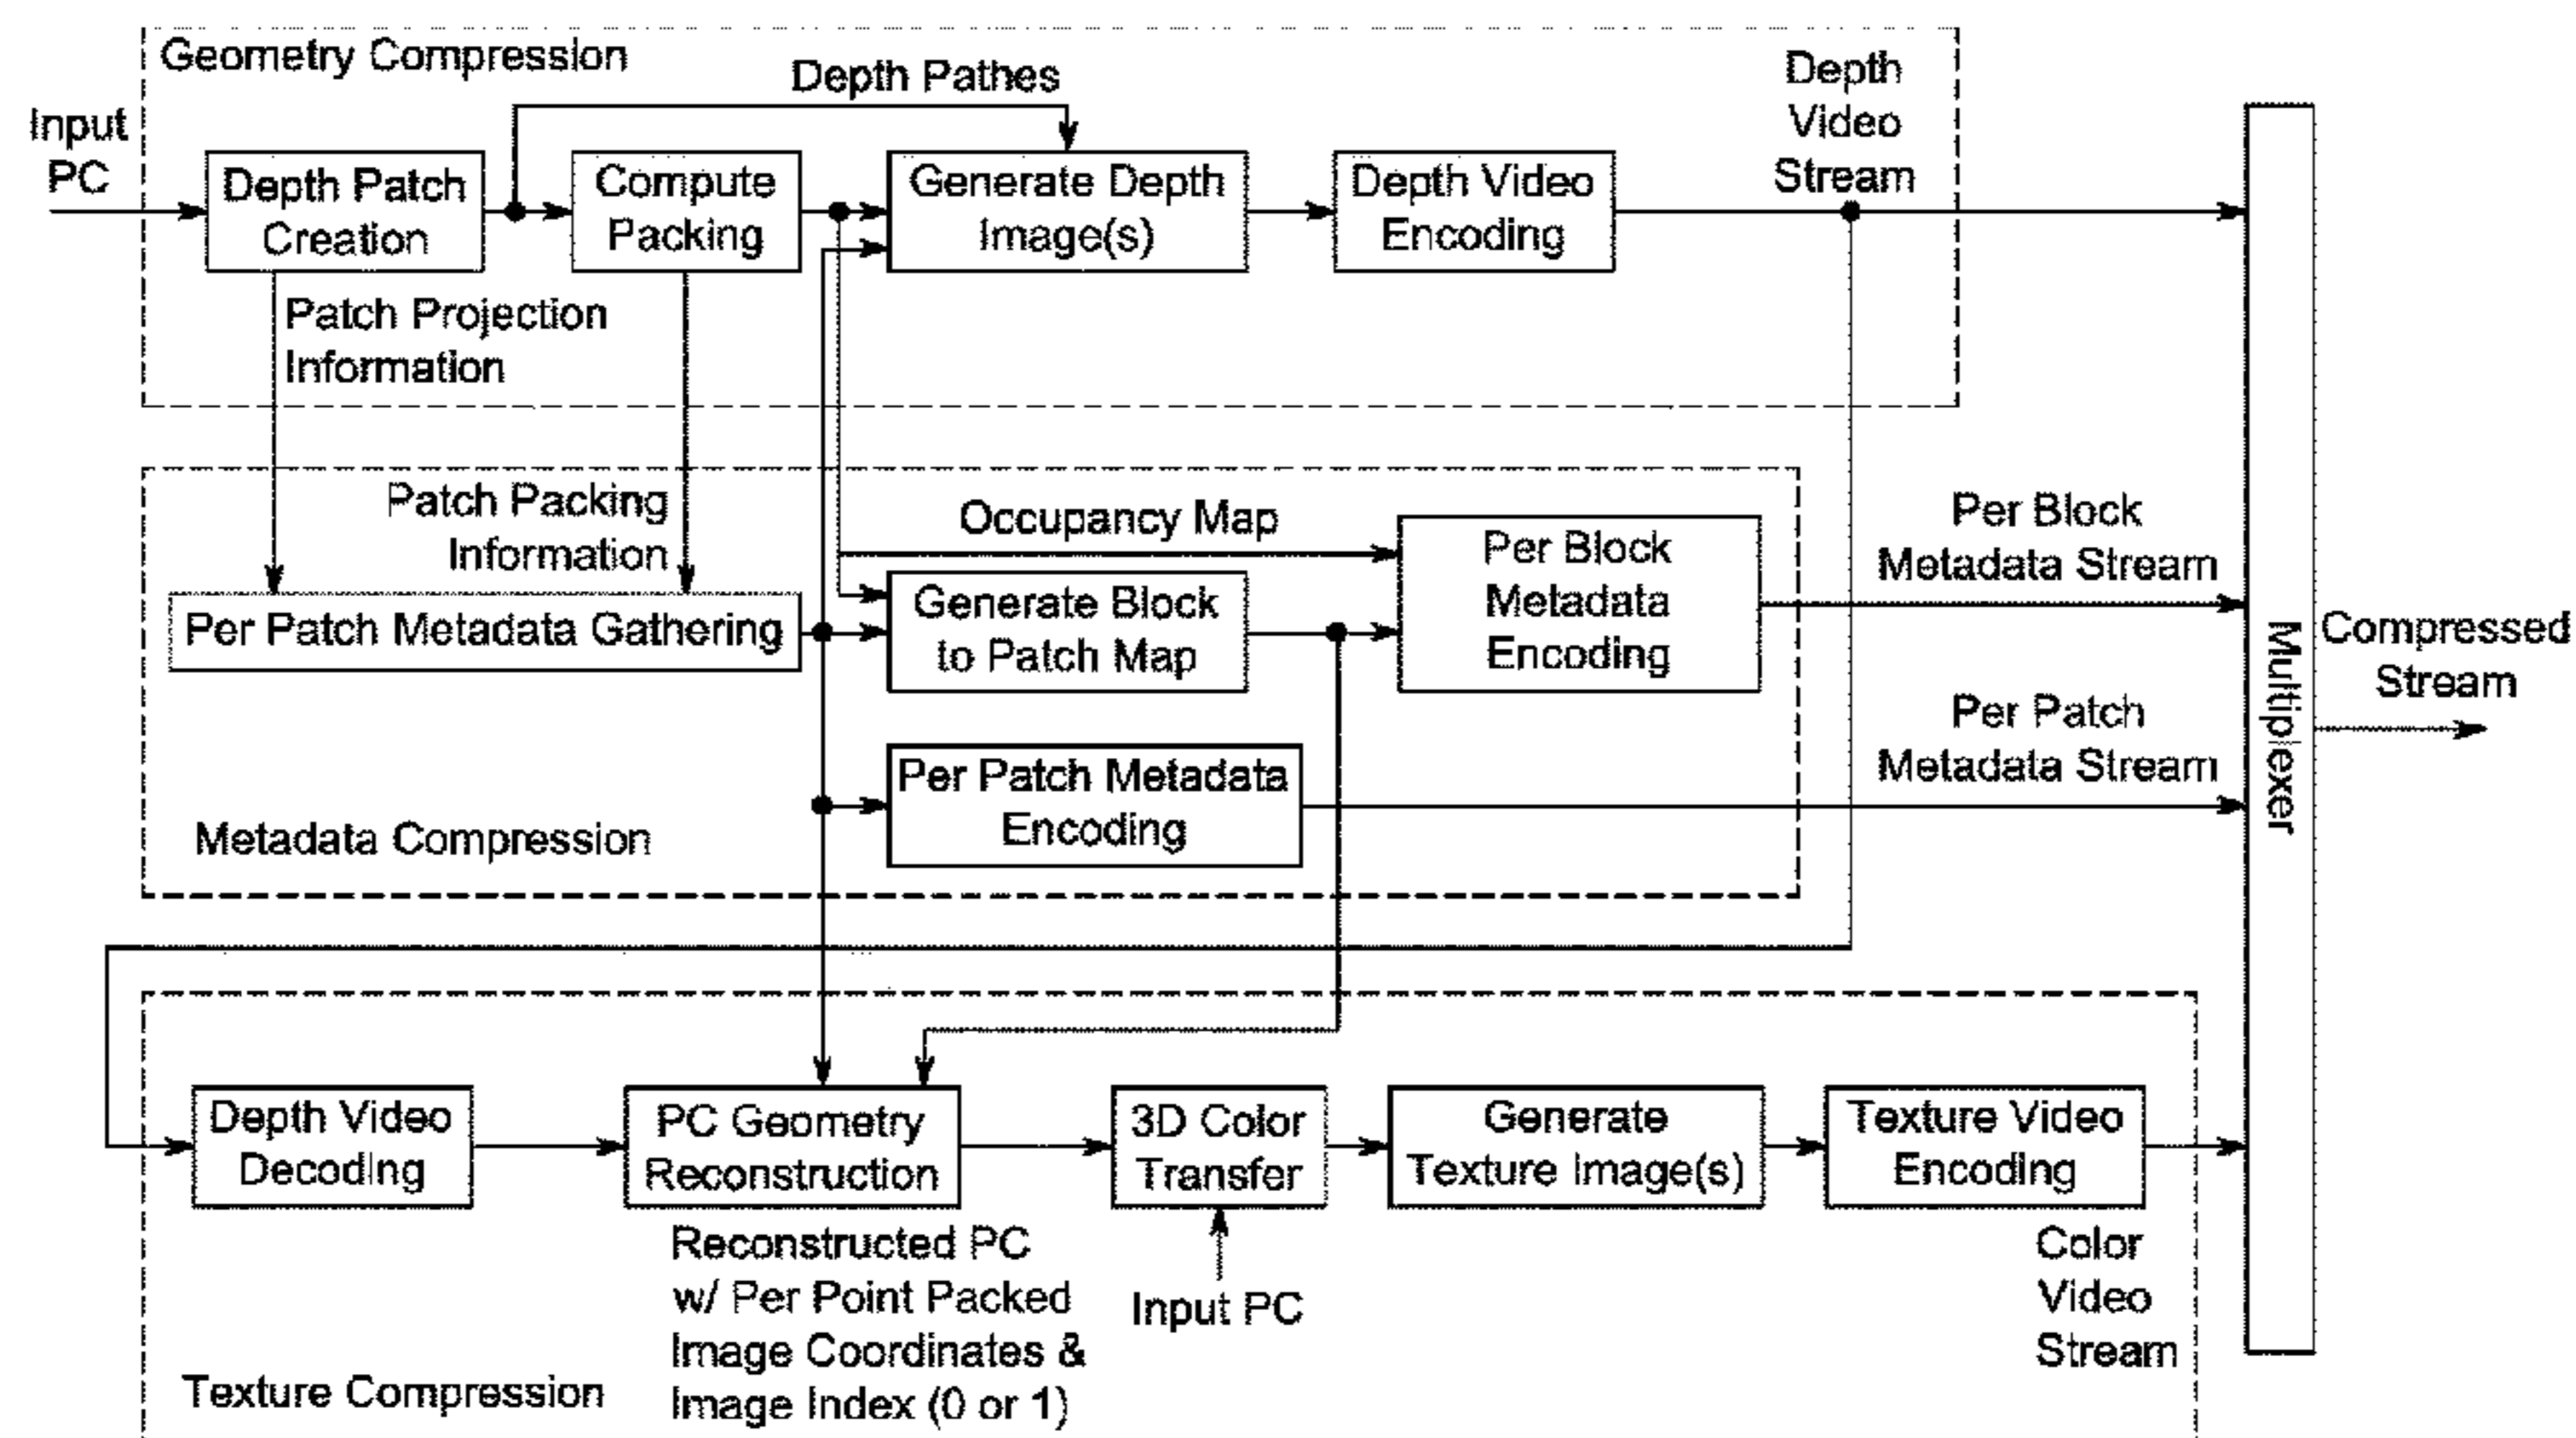 Geometry Compression
Depth Pathes
Depth
Video
Stream
Input
PC
Depth Patch
Creation
Compute
Packing
Generate Depth
Image(s)
Depth Video
Encoding
Patch Projection
Information
Patch Packing
Information
Occupancy Map
Per Block
Metadata
Encoding
Per Block
Metadata Stream
Per Patch Metadata Gathering
Generate Block
to Patch Map
Multiplexer
Compressed
Stream
Per Patch
Metadata Stream
Per Patch Metadata
Encoding
Metadata Compression
Depth Video
Decoding
PC Geometry
Reconstruction
3D Color
Transfer
Generate
Texture Image(s)
Texture Video
Encoding
Reconstructed PC
w/ Per Point Packed
Image Coordinates &
Image Index (0 or 1)
Input PC
Color
Video
Stream
Texture Compression